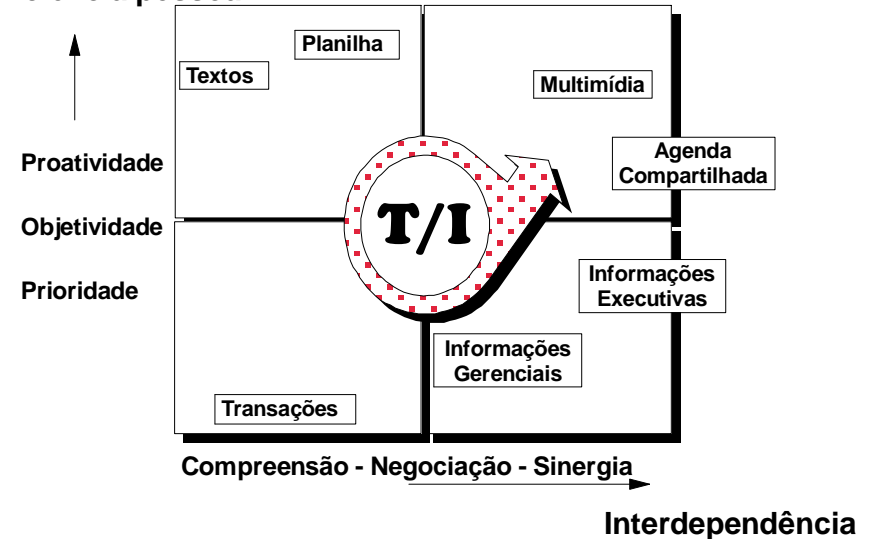 Planilha
Textos
Multimídia
Proatividade
Agenda
Compartilhada
T/I
Objetividade
Informações
Executivas
Prioridade
Informações
Gerenciais
Transações
Compreensão - Negociação - Sinergia
Interdependência